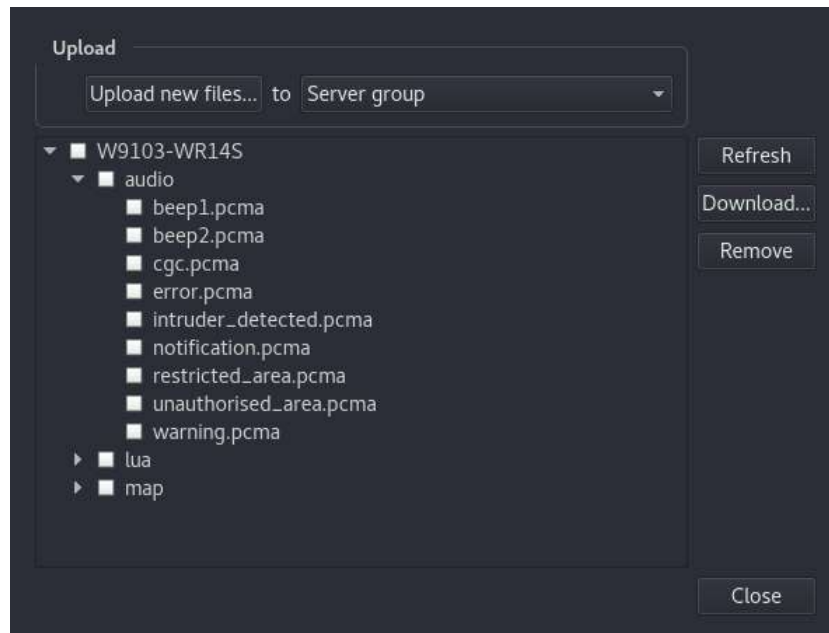 Upload
Upload new files... to Server group
W9103-WR14S
Refresh
audio
beep1.pcma
Download...
beep2.pcma
Remove
cgc.pcma
error.pcma
intruder_detected.pcma
notification.pcma
restricted_area.pcma
unauthorised_area.pcma
warning.pcma
lua
map
Close